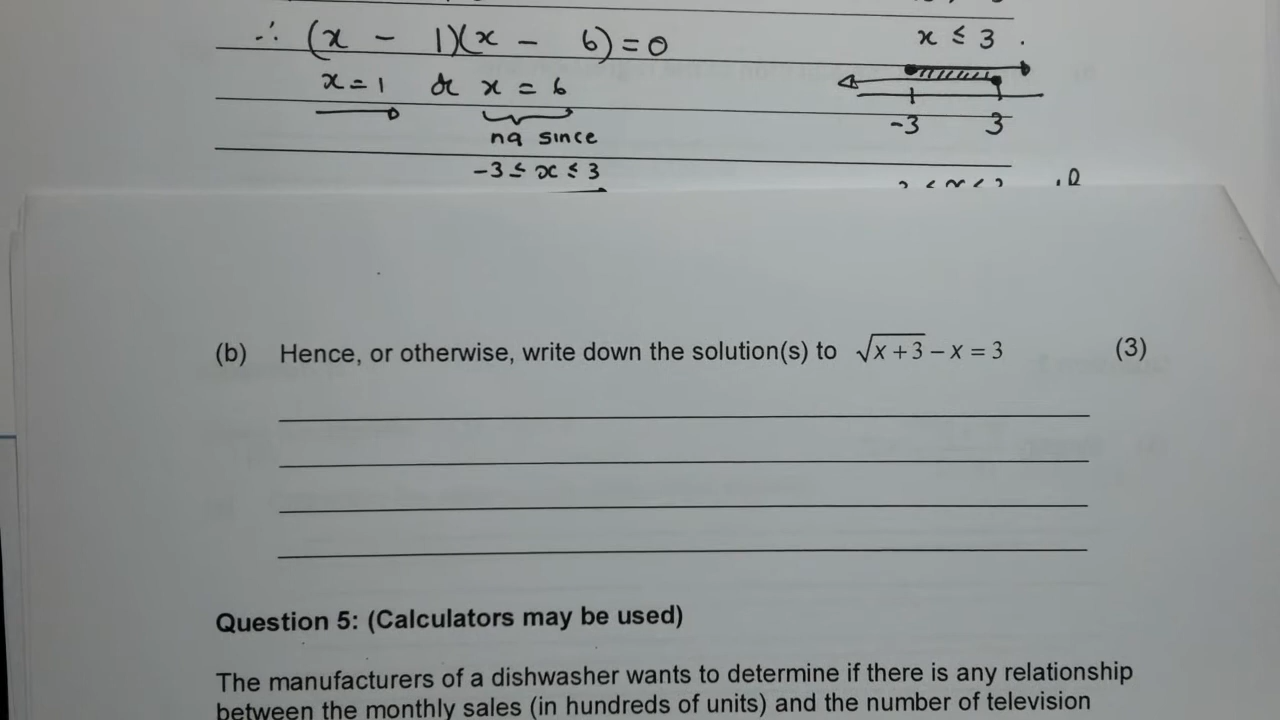 ∴ (x - 1)(x - 6) = 0
x ≤ 3 .
x = 1 or x = 6
-3 3
na since
-3 ≤ x ≤ 3
(b) Hence, or otherwise, write down the solution(s) to √x + 3 - x = 3 (3)
Question 5: (Calculators may be used)
The manufacturers of a dishwasher wants to determine if there is any relationship
between the monthly sales (in hundreds of units) and the number of television